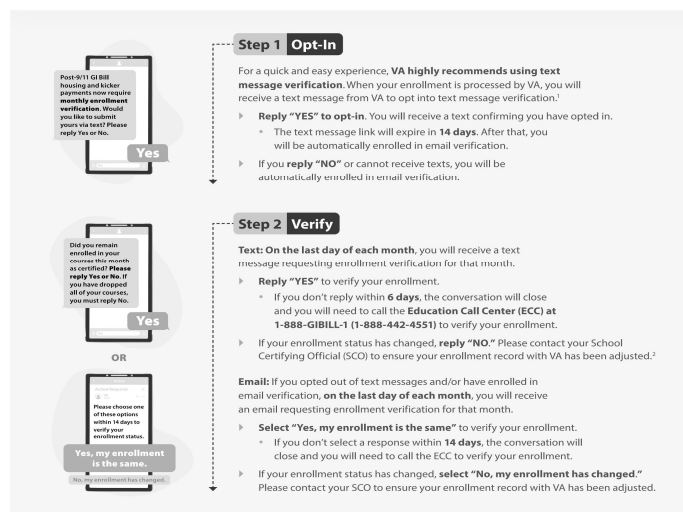 Step 1 Opt-In
Post-9/11 GI Bill
housing and kicker
payments now require
monthly enrollment
verification. Would
you like to submit
yours via text? Please
reply Yes or No.
Yes
For a quick and easy experience, VA highly recommends using text
message verification. When your enrollment is processed by VA, you will
receive a text message from VA to opt into text message verification.¹
Reply "YES" to opt-in. You will receive a text confirming you have opted in.
The text message link will expire in 14 days. After that, you
will be automatically enrolled in email verification.
If you reply "NO" or cannot receive texts, you will be
automatically enrolled in email verification.
Step 2 Verify
Did you remain
enrolled in your
courses this month
as certified? Please
reply Yes or No. If
you have dropped
all of your courses,
you must reply No.
Yes
OR
Please choose one
of these options
within 14 days to
verify your
enrollment status.
Yes, my enrollment
is the same.
No, my enrollment has changed.
Text: On the last day of each month, you will receive a text
message requesting enrollment verification for that month.
Reply "YES" to verify your enrollment.
If you don't reply within 6 days, the conversation will close
and you will need to call the Education Call Center (ECC) at
1-888-GIBILL-1 (1-888-442-4551) to verify your enrollment.
If your enrollment status has changed, reply "NO." Please contact your School
Certifying Official (SCO) to ensure your enrollment record with VA has been adjusted.²
Email: If you opted out of text messages and/or have enrolled in
email verification, on the last day of each month, you will receive
an email requesting enrollment verification for that month.
Select "Yes, my enrollment is the same" to verify your enrollment.
If you don't select a response within 14 days, the conversation will
close and you will need to call the ECC to verify your enrollment.
If your enrollment status has changed, select "No, my enrollment has changed."
Please contact your SCO to ensure your enrollment record with VA has been adjusted.